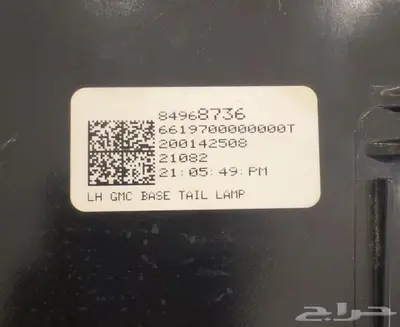 84968736
6619700000000T
200142508
21082
21:05:49:PM
LH GMC BASE TAIL LAMP
حراج